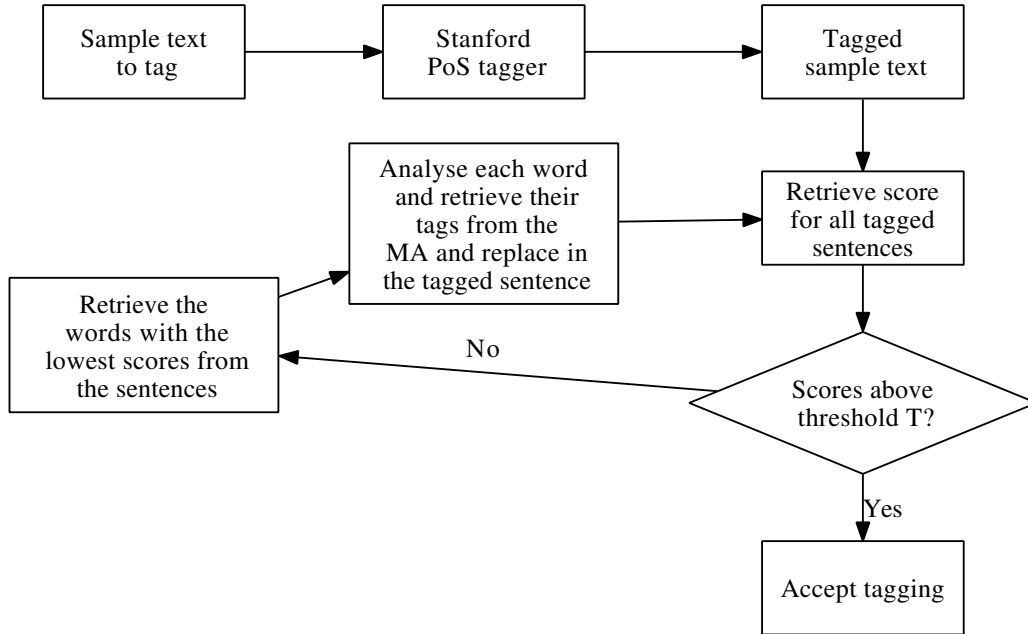 Sample text
to tag
Stanford
PoS tagger
Tagged
sample text
Analyse each word
and retrieve their
tags from the
MA and replace in
the tagged sentence
Retrieve score
for all tagged
sentences
Retrieve the
words with the
lowest scores from
the sentences
No
Scores above
threshold T?
Yes
Accept tagging